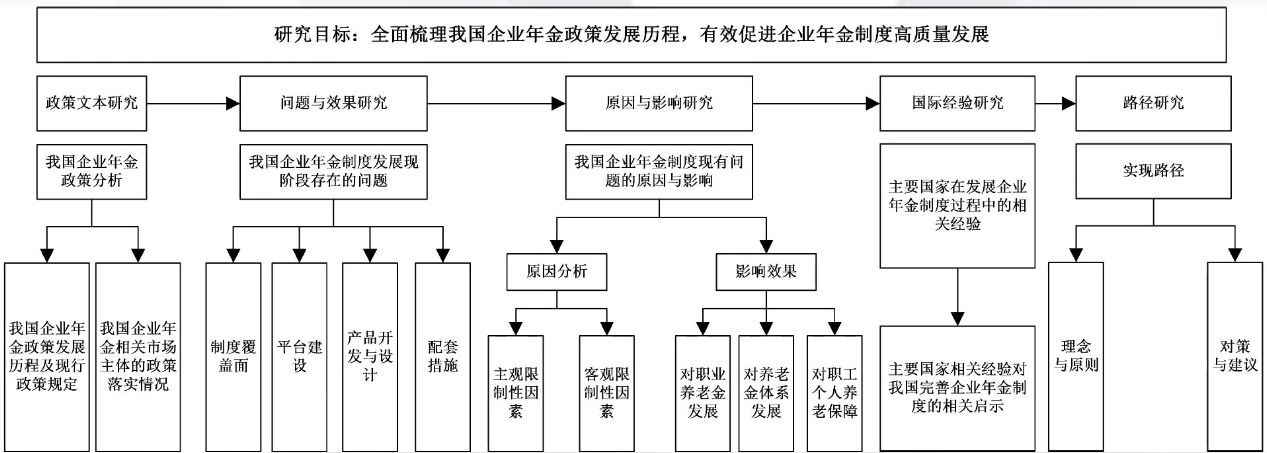 研究目标：全面梳理我国企业年金政策发展历程，有效促进企业年金制度高质量发展
政策文本研究
问题与效果研究
原因与影响研究
国际经验研究
路径研究
我国企业年金
政策分析
我国企业年金制度发展现
阶段存在的问题
我国企业年金制度现有问
题的原因与影响
主要国家在发展企业
年金制度过程中的相
关经验
实现路径
原因分析
影响效果
我国企业年
金政策发展
历程及现行
政策规定
我国企业年
金相关市场
主体的政策
落实情况
制度覆
盖面
平台建
设
产品开
发与设
计
配套
措施
主观限
制性因
素
客观限
制性因
素
对职业
养老金
发展
对养老
金体系
发展
对职工
个人养
老保障
主要国家相关经验对
我国完善企业年金制
度的相关启示
理念
与原则
对策
与建议